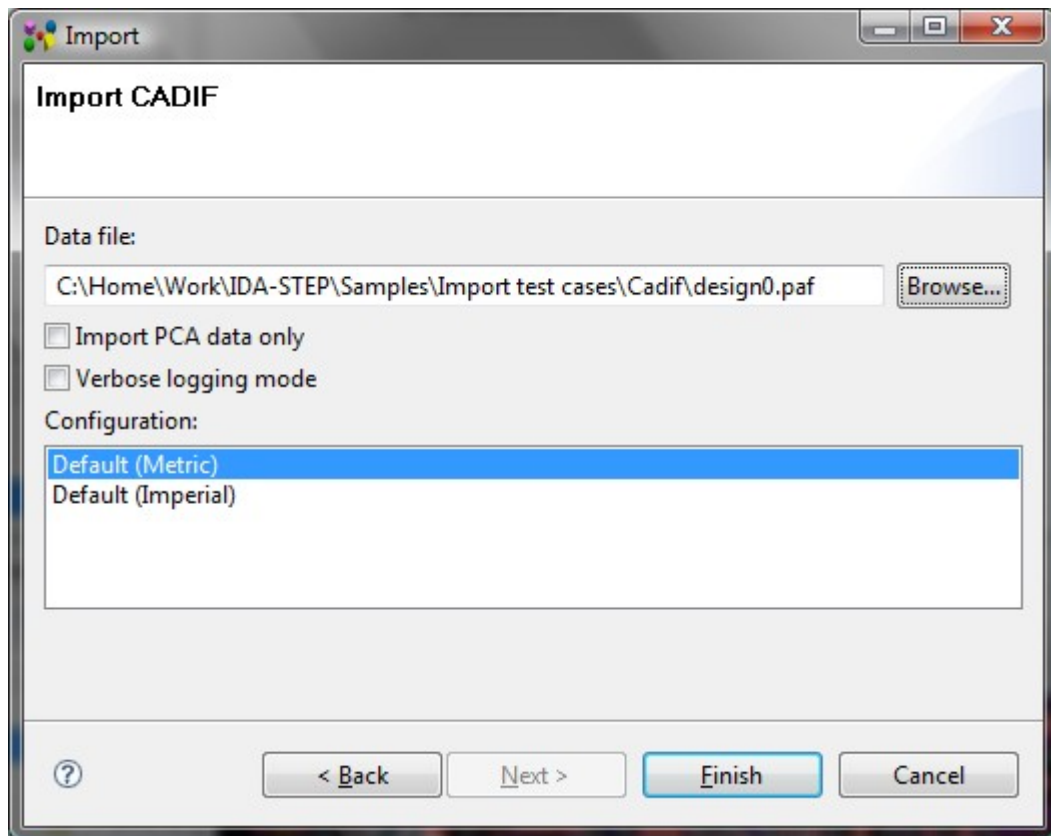 Import
Import CADIF
Data file:
C:\Home\Work\IDA-STEP\Samples\Import test cases\Cadif\design0.paf Browse...
Import PCA data only
Verbose logging mode
Configuration:
Default (Metric)
Default (Imperial)
? < Back Next > Finish Cancel